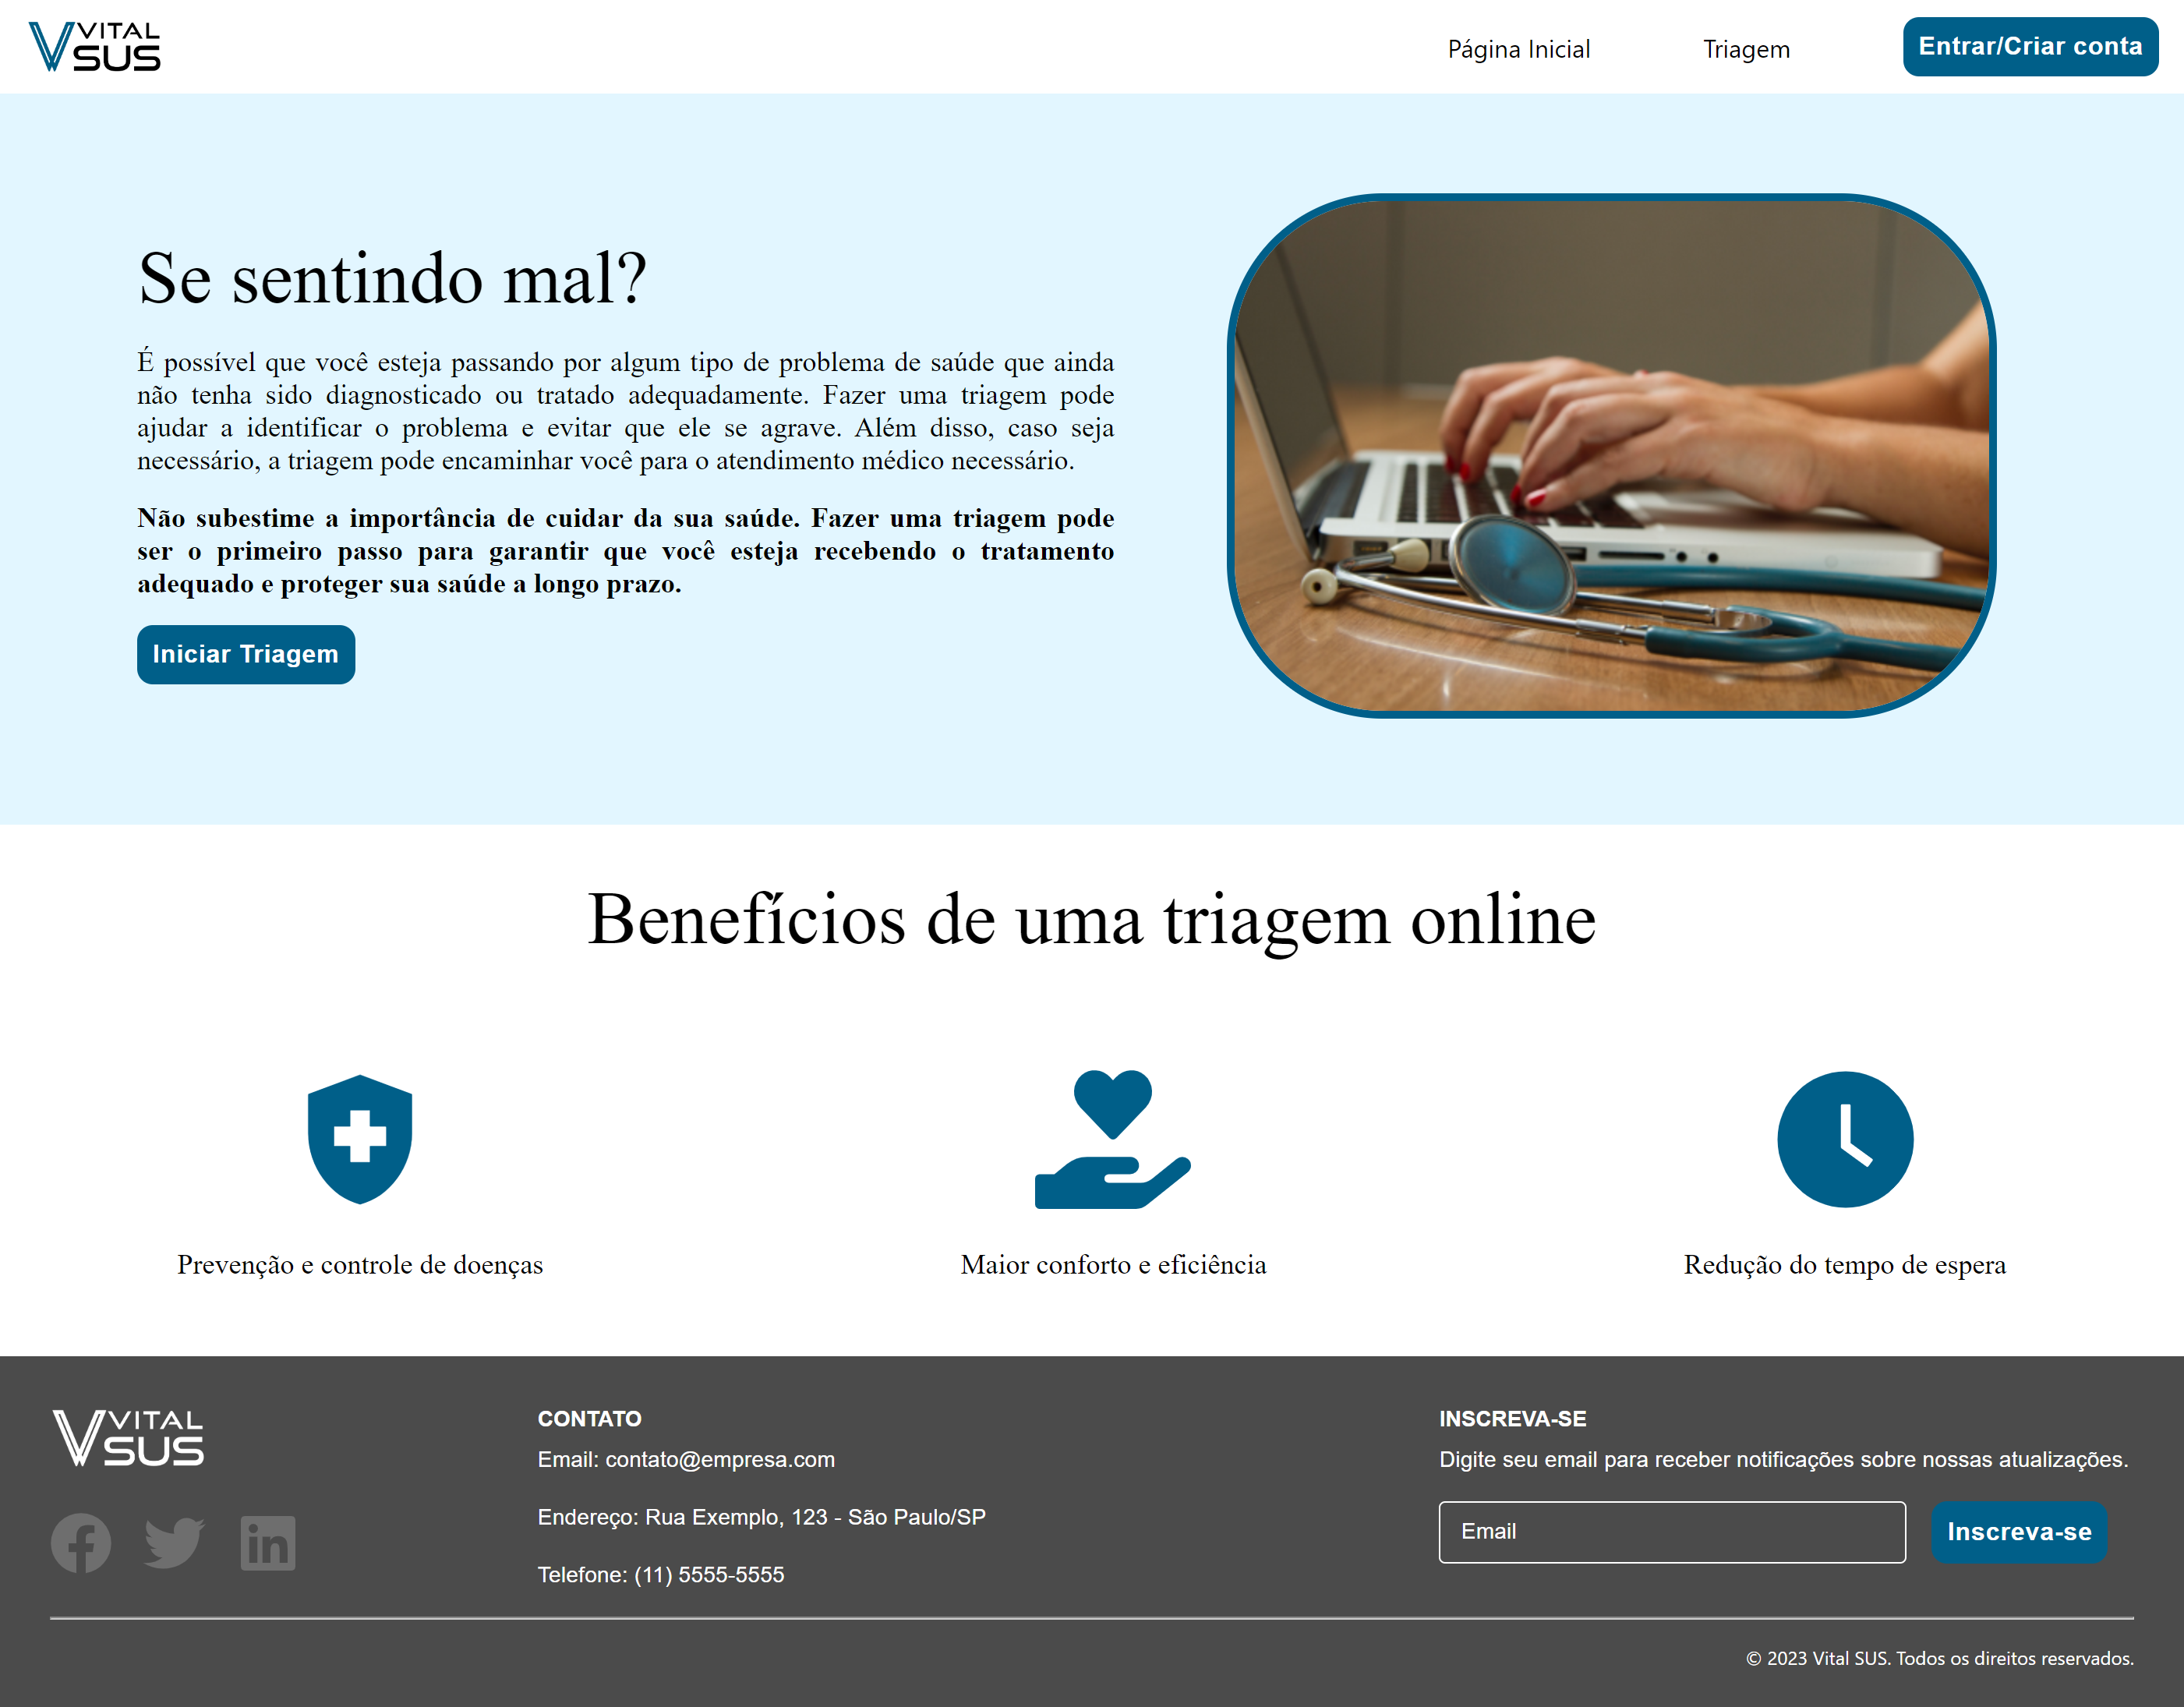 VITAL
SUS
Página Inicial
Triagem
Entrar/Criar conta
Se sentindo mal?
É possível que você esteja passando por algum tipo de problema de saúde que ainda
não tenha sido diagnosticado ou tratado adequadamente. Fazer uma triagem pode
ajudar a identificar o problema e evitar que ele se agrave. Além disso, caso seja
necessário, a triagem pode encaminhar você para o atendimento médico necessário.
Não subestime a importância de cuidar da sua saúde. Fazer uma triagem pode
ser o primeiro passo para garantir que você esteja recebendo o tratamento
adequado e proteger sua saúde a longo prazo.
Iniciar Triagem
Benefícios de uma triagem online
Prevenção e controle de doenças
Maior conforto e eficiência
Redução do tempo de espera
VITAL
SUS
CONTATO
Email: contato@empresa.com
Endereço: Rua Exemplo, 123 - São Paulo/SP
Telefone: (11) 5555-5555
INSCREVA-SE
Digite seu email para receber notificações sobre nossas atualizações.
Email
Inscreva-se
© 2023 Vital SUS. Todos os direitos reservados.